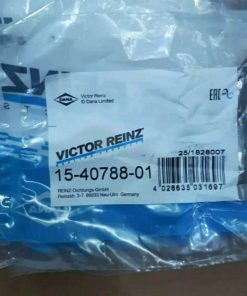 DANA
Victor Reinz
© Dana Limited
EAC
VICTOR REINZ
25/1828007
15-40788-01
REINZ-Dichtungs-GmbH
Reinzstr. 3-7 89233 Neu-Ulm Germany
4 026635 031697